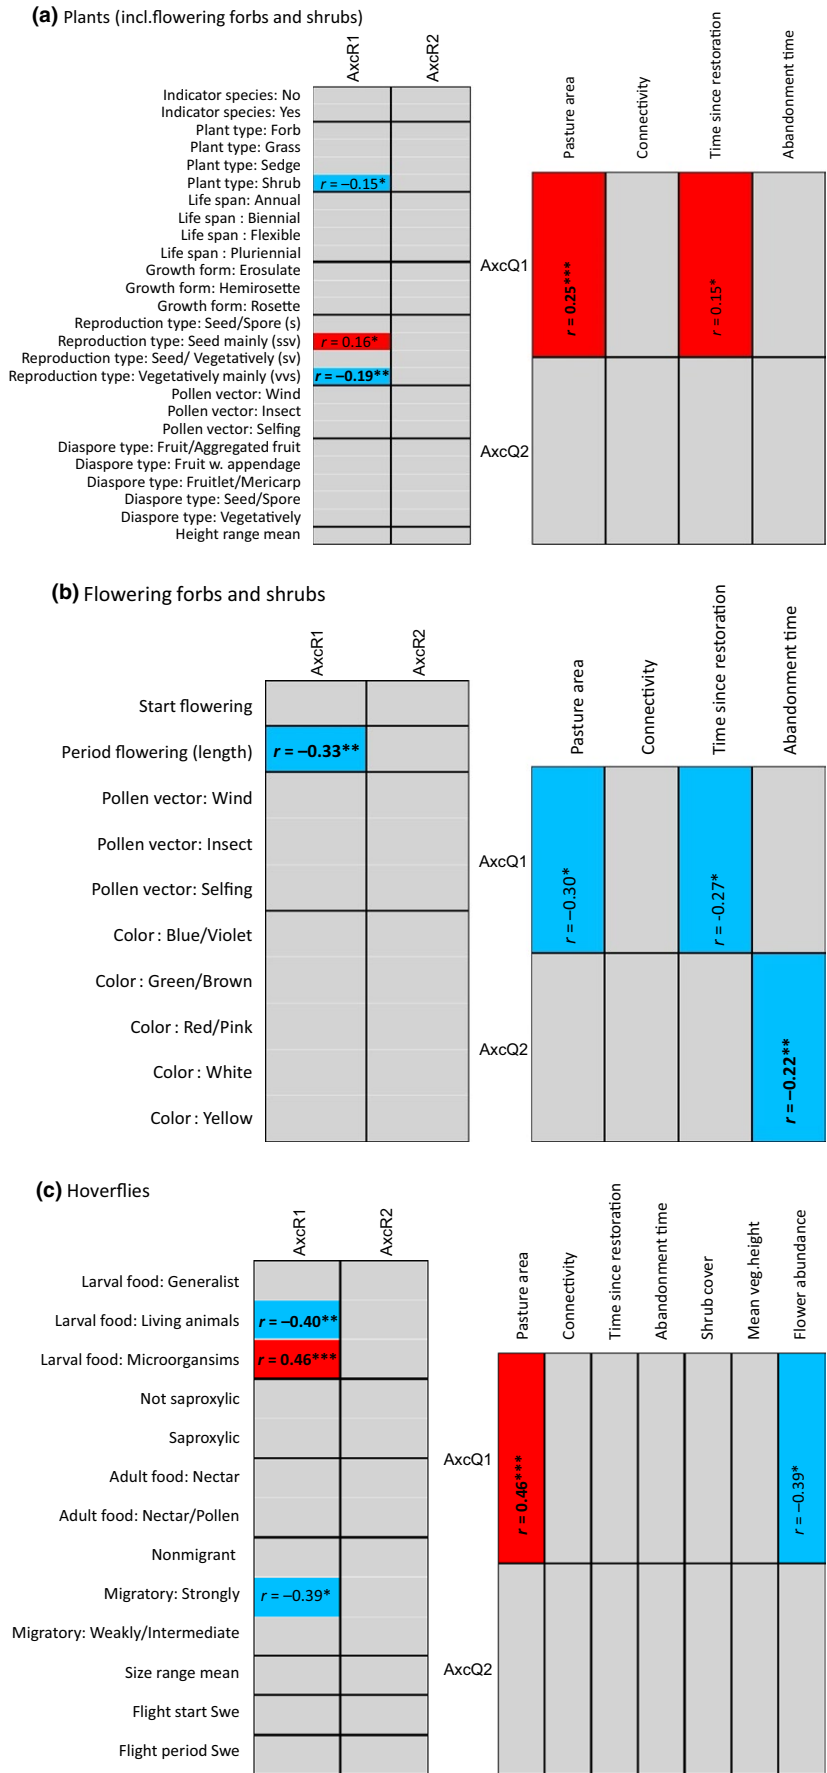 (a) Plants (incl.flowering forbs and shrubs)
AxcR1
AxcR2
Indicator species: No
Indicator species: Yes
Plant type: Forb
Plant type: Grass
Plant type: Sedge
Plant type: Shrub
r = –0.15*
Life span: Annual
Life span : Biennial
Life span : Flexible
Life span : Pluriennial
Growth form: Erosulate
Growth form: Hemirosette
Growth form: Rosette
Reproduction type: Seed/Spore (s)
Reproduction type: Seed mainly (ssv)
r = 0.16*
Reproduction type: Seed/ Vegetatively (sv)
Reproduction type: Vegetatively mainly (vvs)
r = –0.19**
Pollen vector: Wind
Pollen vector: Insect
Pollen vector: Selfing
Diaspore type: Fruit/Aggregated fruit
Diaspore type: Fruit w. appendage
Diaspore type: Fruitlet/Mericarp
Diaspore type: Seed/Spore
Diaspore type: Vegetatively
Height range mean
Pasture area
Connectivity
Time since restoration
Abandonment time
AxcQ1
r = 0.25***
r = 0.15*
AxcQ2
(b) Flowering forbs and shrubs
AxcR1
AxcR2
Start flowering
Period flowering (length)
r = –0.33**
Pollen vector: Wind
Pollen vector: Insect
Pollen vector: Selfing
Color : Blue/Violet
Color : Green/Brown
Color : Red/Pink
Color : White
Color : Yellow
Pasture area
Connectivity
Time since restoration
Abandonment time
AxcQ1
r = –0.30*
r = -0.27*
AxcQ2
r = –0.22**
(c) Hoverflies
AxcR1
AxcR2
Larval food: Generalist
Larval food: Living animals
r = –0.40**
Larval food: Microorgansims
r = 0.46***
Not saproxylic
Saproxylic
Adult food: Nectar
Adult food: Nectar/Pollen
Nonmigrant
Migratory: Strongly
r = –0.39*
Migratory: Weakly/Intermediate
Size range mean
Flight start Swe
Flight period Swe
Pasture area
Connectivity
Time since restoration
Abandonment time
Shrub cover
Mean veg.height
Flower abundance
AxcQ1
r = 0.46***
r = –0.39*
AxcQ2